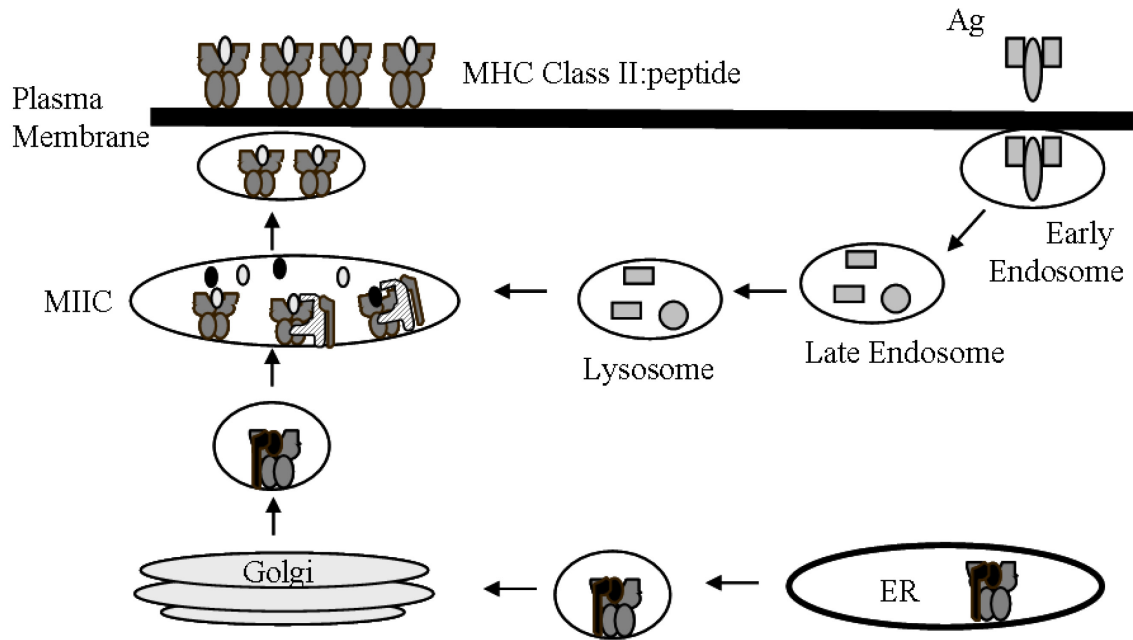 Ag
MHC Class II:peptide
Plasma
Membrane
Early
Endosome
MIIC
Late Endosome
Lysosome
Golgi
ER